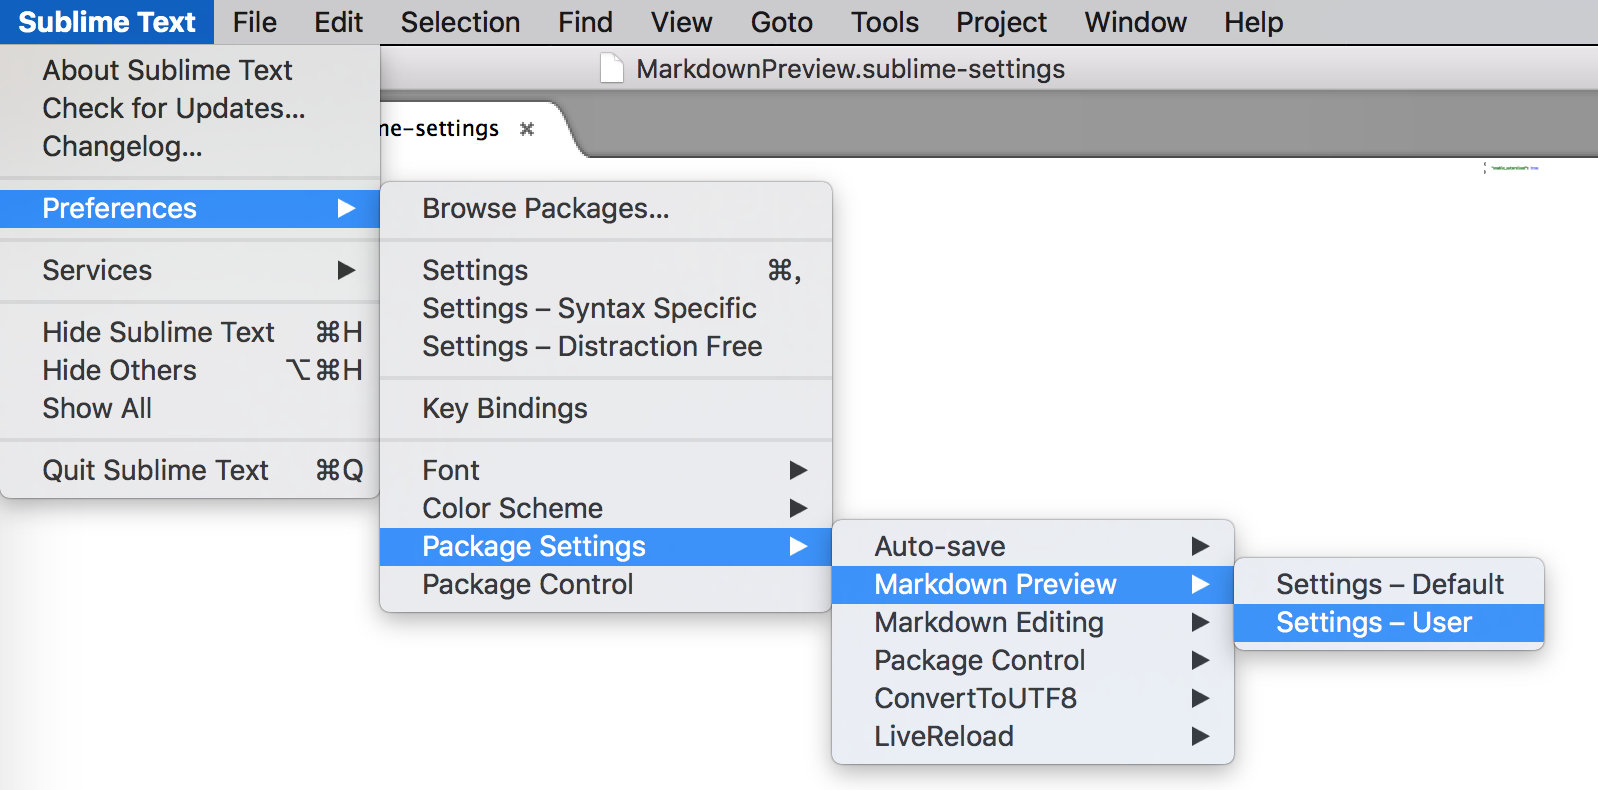 Sublime Text File Edit Selection Find View Goto Tools Project Window Help
MarkdownPreview.sublime-settings
ne-settings
About Sublime Text
Check for Updates...
Changelog...
Preferences
Services
Hide Sublime Text ⌘H
Hide Others ⌥⌘H
Show All
Quit Sublime Text ⌘Q
Browse Packages...
Settings ⌘,
Settings – Syntax Specific
Settings – Distraction Free
Key Bindings
Font
Color Scheme
Package Settings
Package Control
Auto-save
Markdown Preview
Markdown Editing
Package Control
ConvertToUTF8
LiveReload
Settings – Default
Settings – User